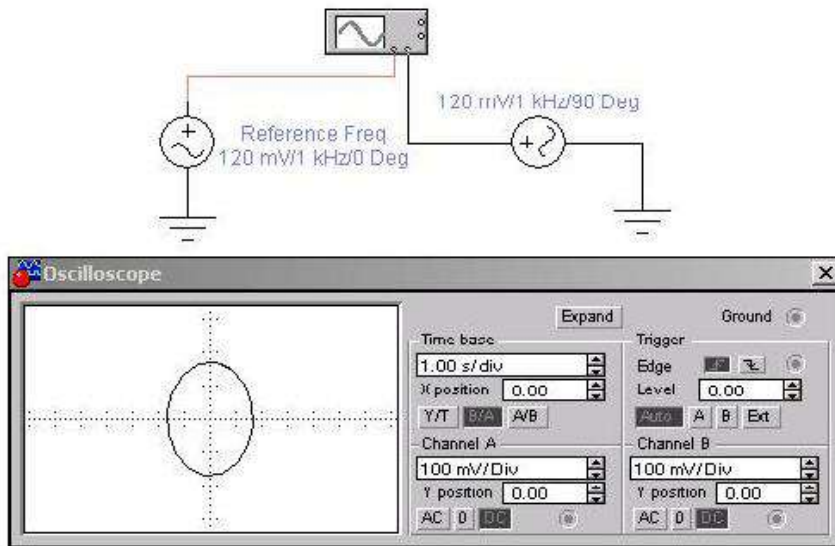 120 mV/1 kHz/90 Deg
Reference Freq
120 mV/1 kHz/0 Deg
Oscilloscope
Expand
Ground
Time base
Trigger
1.00 s/div
Edge
X position 0.00
Level 0.00
Y/T B/A A/B
Auto A B Ext
Channel A
Channel B
100 mV/Div
100 mV/Div
Y position 0.00
Y position 0.00
AC 0 DC
AC 0 DC